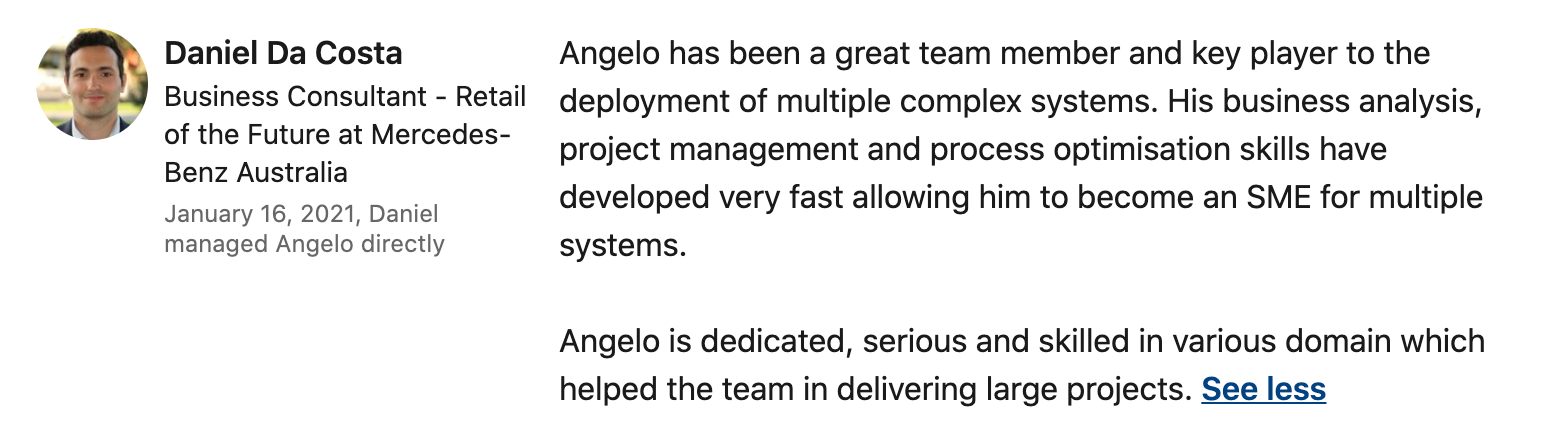 Daniel Da Costa
Business Consultant - Retail
of the Future at Mercedes-
Benz Australia
January 16, 2021, Daniel
managed Angelo directly
Angelo has been a great team member and key player to the
deployment of multiple complex systems. His business analysis,
project management and process optimisation skills have
developed very fast allowing him to become an SME for multiple
systems.
Angelo is dedicated, serious and skilled in various domain which
helped the team in delivering large projects. See less